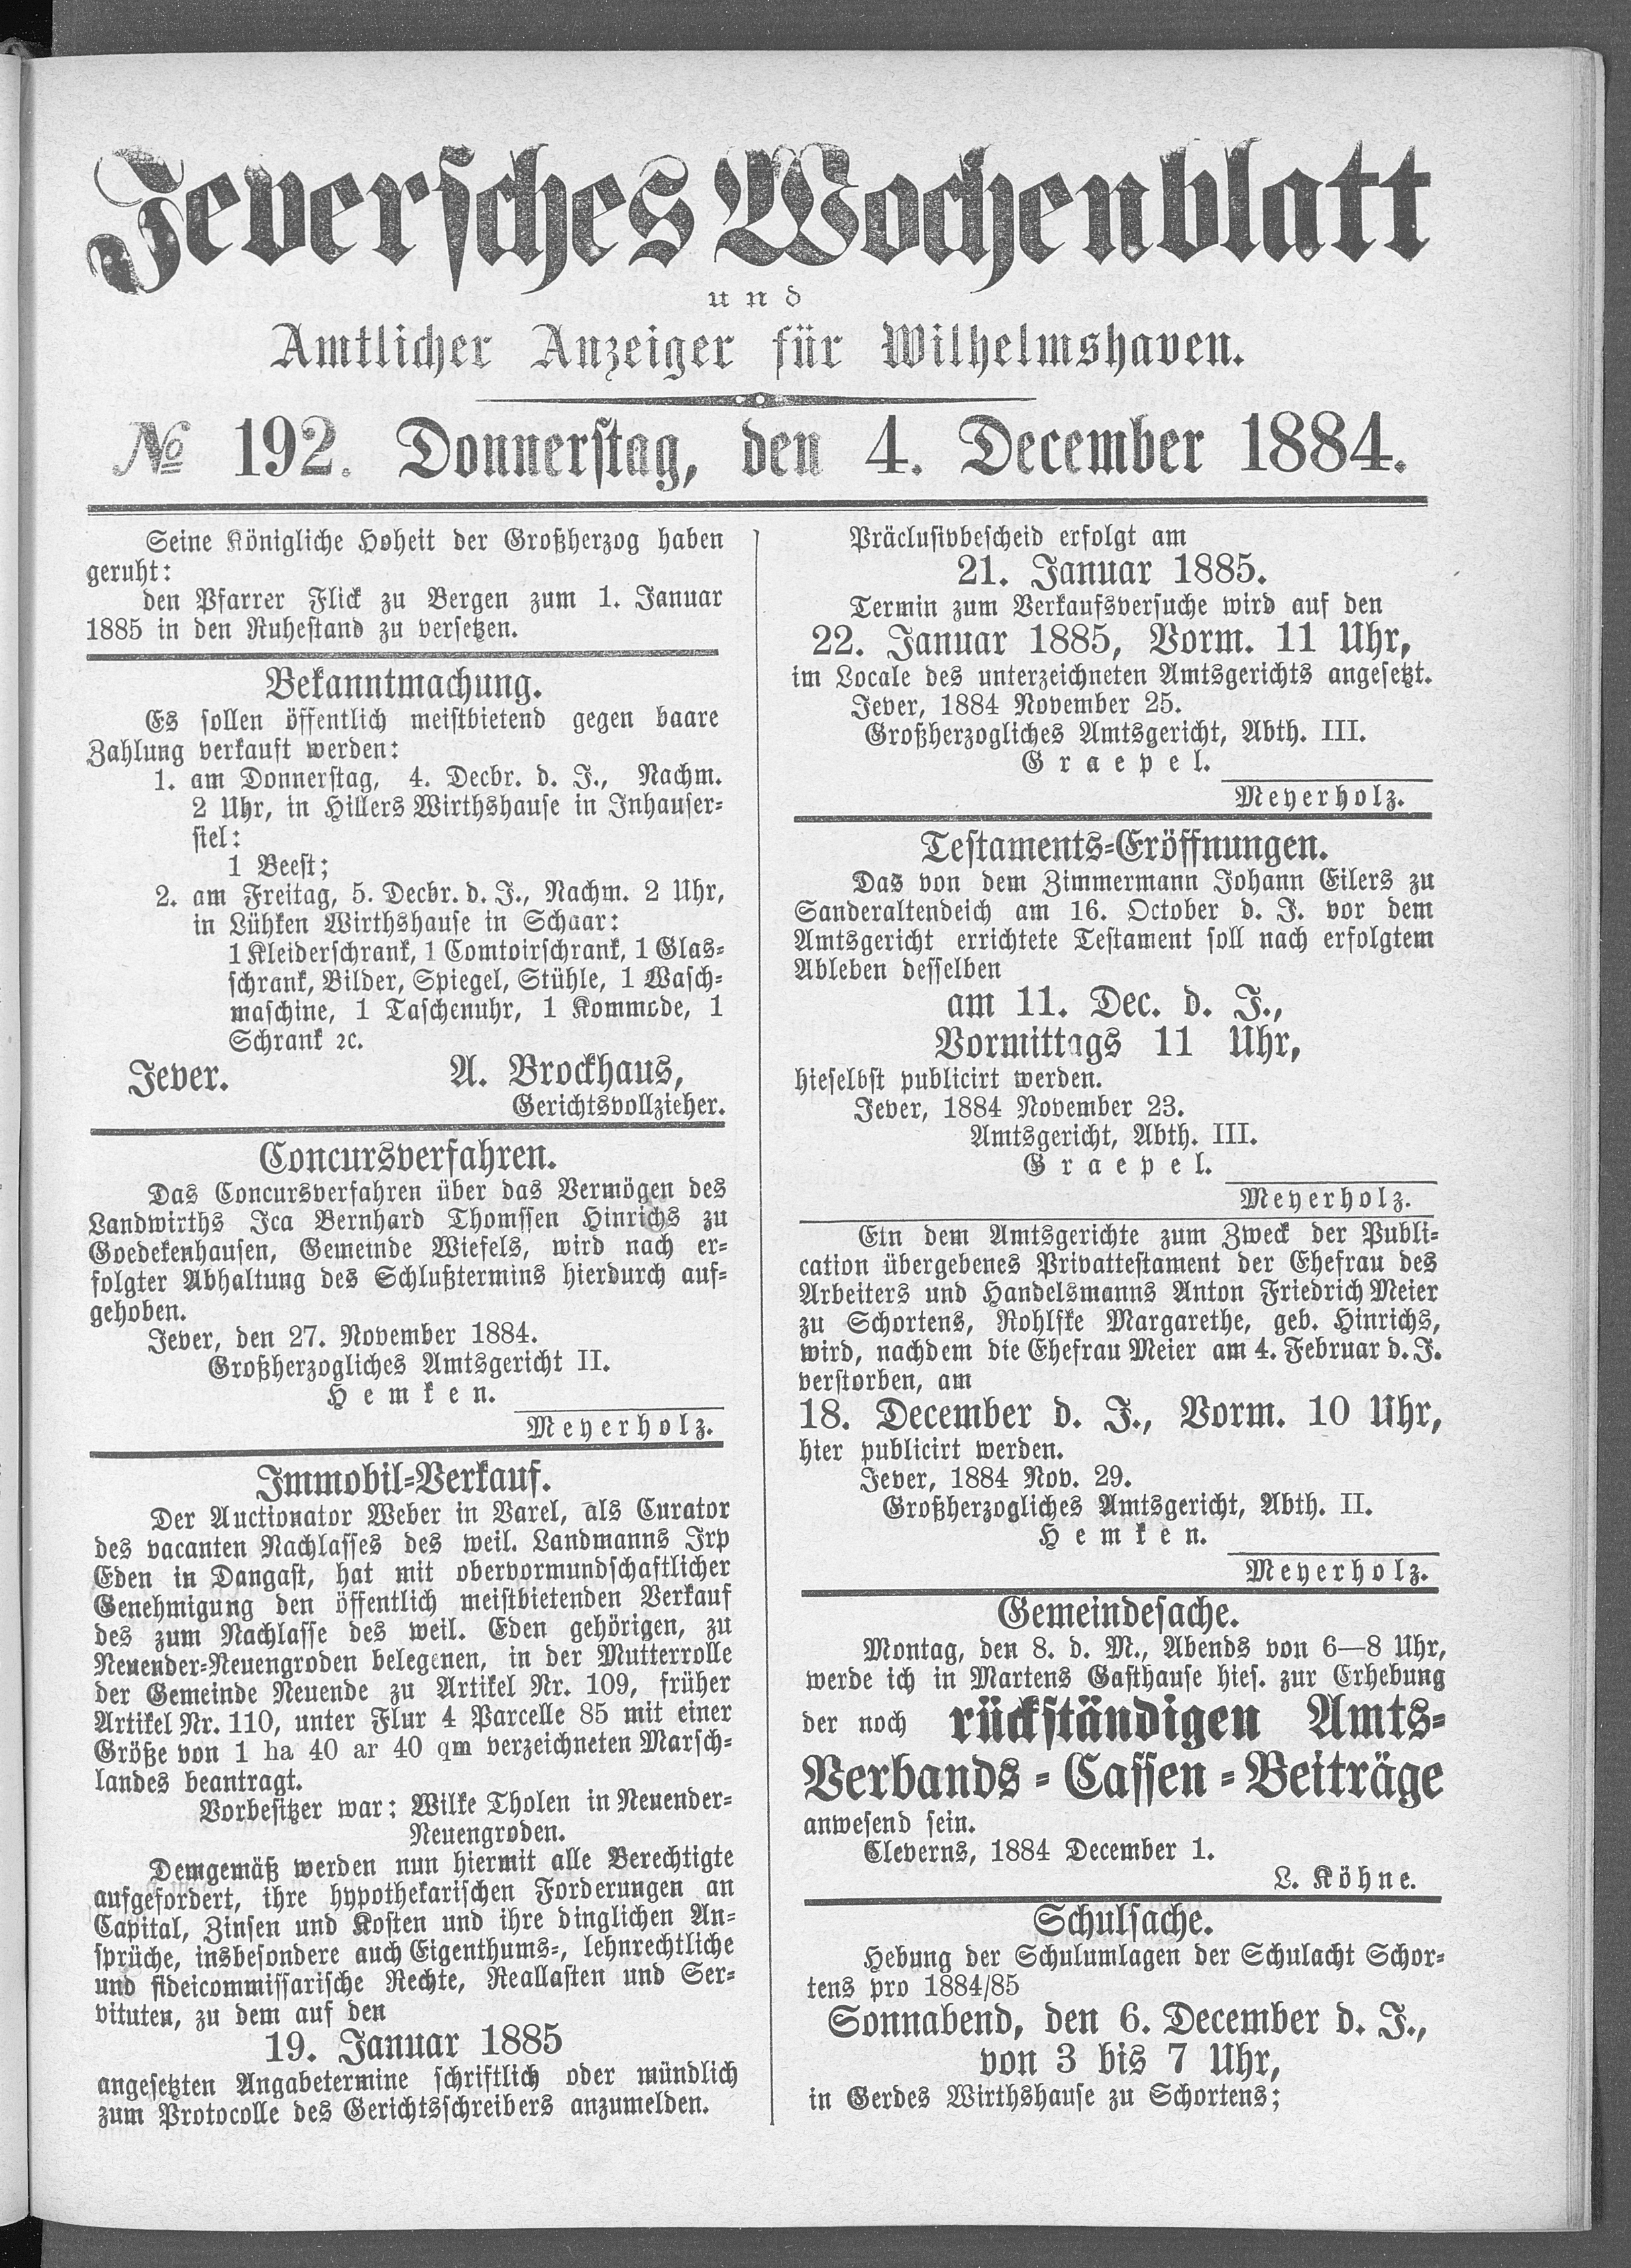 Jeversches Wochenblatt
und
Amtlicher Anzeiger für Wilhelmshaven.
№ 192. Donnerstag, den 4. December 1884.
Seine Königliche Hoheit der Großherzog haben
geruht:
den Pfarrer Flick zu Bergen zum 1. Januar
1885 in den Ruhestand zu versetzen.
Bekanntmachung.
Es sollen öffentlich meistbietend gegen baare
Zahlung verkauft werden:
1. am Donnerstag, 4. Decbr. d. J., Nachm.
2 Uhr, in Hillers Wirthshause in Inhauser-
siel:
1 Beest;
2. am Freitag, 5. Decbr. d. J., Nachm. 2 Uhr,
in Lühken Wirthshause in Schaar:
1 Kleiderschrank, 1 Comtoirschrank, 1 Glas-
schrank, Bilder, Spiegel, Stühle, 1 Wasch-
maschine, 1 Taschenuhr, 1 Kommode, 1
Schrank ꝛc.
Jever. A. Brockhaus,
Gerichtsvollzieher.
Concursverfahren.
Das Concursverfahren über das Vermögen des
Landwirths Ica Bernhard Thomssen Hinrichs zu
Goedekenhausen, Gemeinde Wiefels, wird nach er-
folgter Abhaltung des Schlußtermins hierdurch auf-
gehoben.
Jever, den 27. November 1884.
Großherzogliches Amtsgericht II.
Hemken.
Meyerholz.
Immobil-Verkauf.
Der Auctionator Weber in Varel, als Curator
des vacanten Nachlasses des weil. Landmanns Irp
Eden in Dangast, hat mit obervormundschaftlicher
Genehmigung den öffentlich meistbietenden Verkauf
des zum Nachlasse des weil. Eden gehörigen, zu
Neuender-Neuengroden belegenen, in der Mutterrolle
der Gemeinde Neuende zu Artikel Nr. 109, früher
Artikel Nr. 110, unter Flur 4 Parcelle 85 mit einer
Größe von 1 ha 40 ar 40 qm verzeichneten Marsch-
landes beantragt.
Vorbesitzer war: Wilke Tholen in Neuender-
Neuengroden.
Demgemäß werden nun hiermit alle Berechtigte
aufgefordert, ihre hypothekarischen Forderungen an
Capital, Zinsen und Kosten und ihre dinglichen An-
sprüche, insbesondere auch Eigenthums-, lehnrechtliche
und fideicommissarische Rechte, Reallasten und Ser-
vituten, zu dem auf den
19. Januar 1885
angesetzten Angabetermine schriftlich oder mündlich
zum Protocolle des Gerichtsschreibers anzumelden.
Präclusivbescheid erfolgt am
21. Januar 1885.
Termin zum Verkaufsversuche wird auf den
22. Januar 1885, Vorm. 11 Uhr,
im Locale des unterzeichneten Amtsgerichts angesetzt.
Jever, 1884 November 25.
Großherzogliches Amtsgericht, Abth. III.
Graepel.
Meyerholz.
Testaments-Eröffnungen.
Das von dem Zimmermann Johann Eilers zu
Sanderaltendeich am 16. October d. J. vor dem
Amtsgericht errichtete Testament soll nach erfolgtem
Ableben desselben
am 11. Dec. d. J.,
Vormittags 11 Uhr,
hieselbst publicirt werden.
Jever, 1884 November 23.
Amtsgericht, Abth. III.
Graepel.
Meyerholz.
Ein dem Amtsgerichte zum Zweck der Publi-
cation übergebenes Privattestament der Ehefrau des
Arbeiters und Handelsmanns Anton Friedrich Meier
zu Schortens, Rohlfke Margarethe, geb. Hinrichs,
wird, nachdem die Ehefrau Meier am 4. Februar d. J.
verstorben, am
18. December d. J., Vorm. 10 Uhr,
hier publicirt werden.
Jever, 1884 Nov. 29.
Großherzogliches Amtsgericht, Abth. II.
Hemken.
Meyerholz.
Gemeindesache.
Montag, den 8. d. M., Abends von 6—8 Uhr,
werde ich in Martens Gasthause hies. zur Erhebung
der noch rückständigen Amts-
Verbands-Cassen-Beiträge
anwesend sein.
Cleverns, 1884 December 1.
L. Köhne.
Schulsache.
Hebung der Schulumlagen der Schulacht Schor-
tens pro 1884/85
Sonnabend, den 6. December d. J.,
von 3 bis 7 Uhr,
in Gerdes Wirthshause zu Schortens;